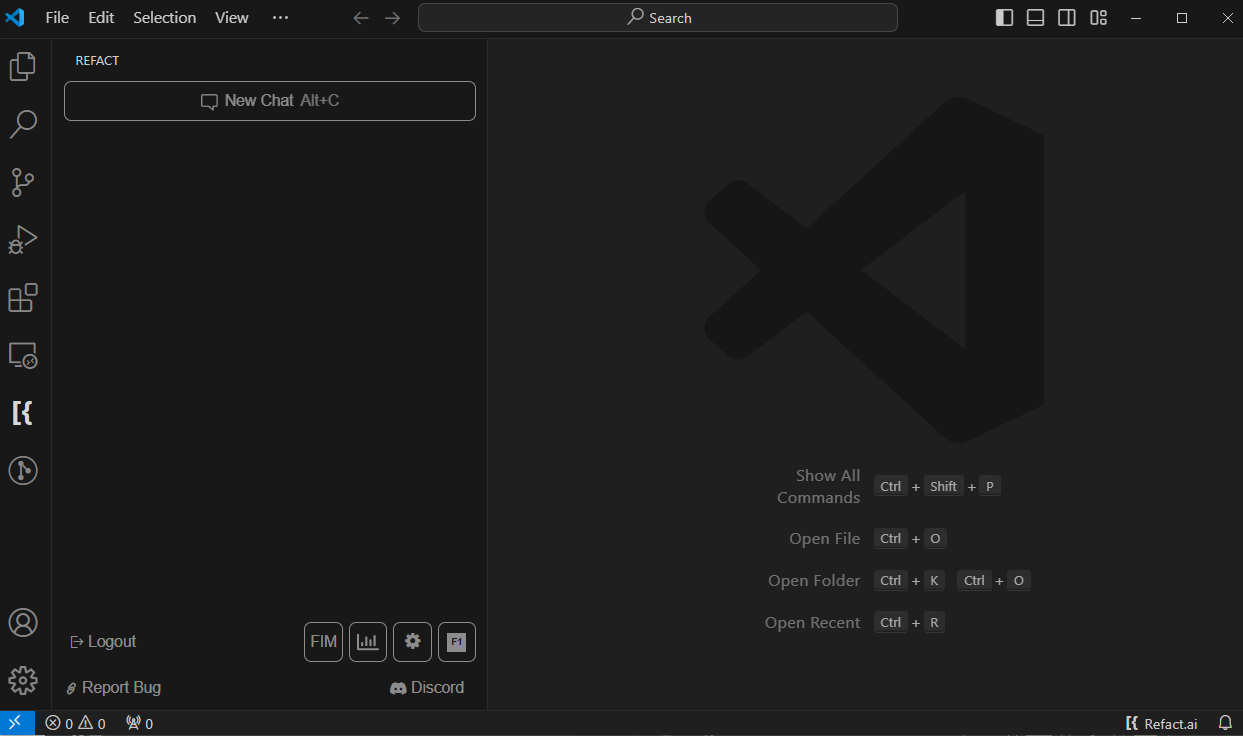 File Edit Selection View ···
Search
REFACT
New Chat Alt+C
Show All
Commands
Ctrl + Shift + P
Open File Ctrl + O
Open Folder Ctrl + K Ctrl + O
Open Recent Ctrl + R
Logout
FIM
F1
Report Bug
Discord
0 0 0
Refact.ai